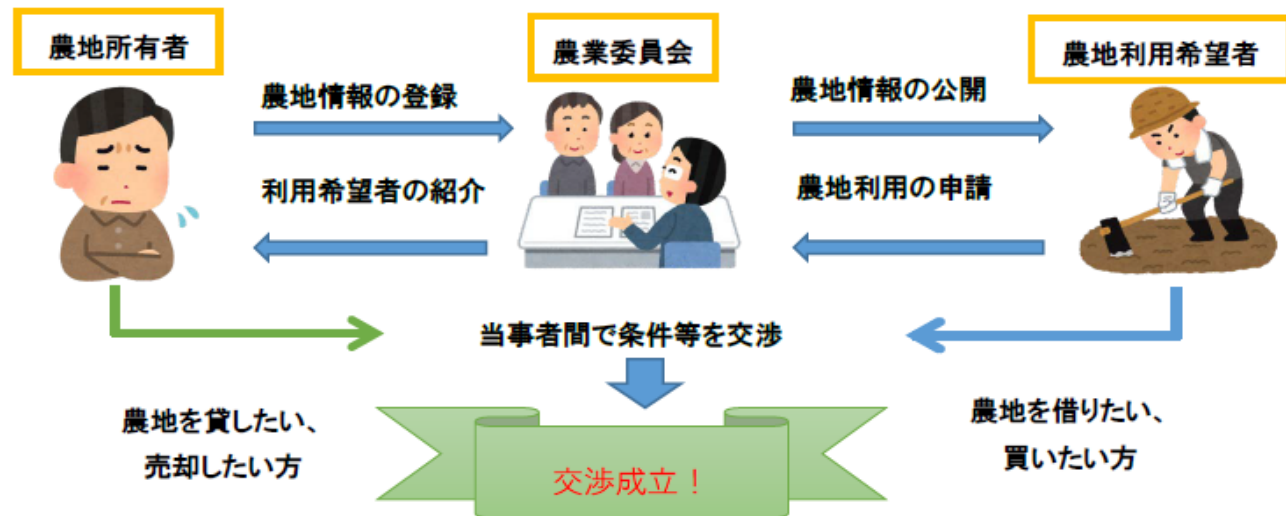 農地所有者
農業委員会
農地利用希望者
農地情報の登録
農地情報の公開
利用希望者の紹介
農地利用の申請
当事者間で条件等を交渉
農地を貸したい、
売却したい方
農地を借りたい、
買いたい方
交渉成立！